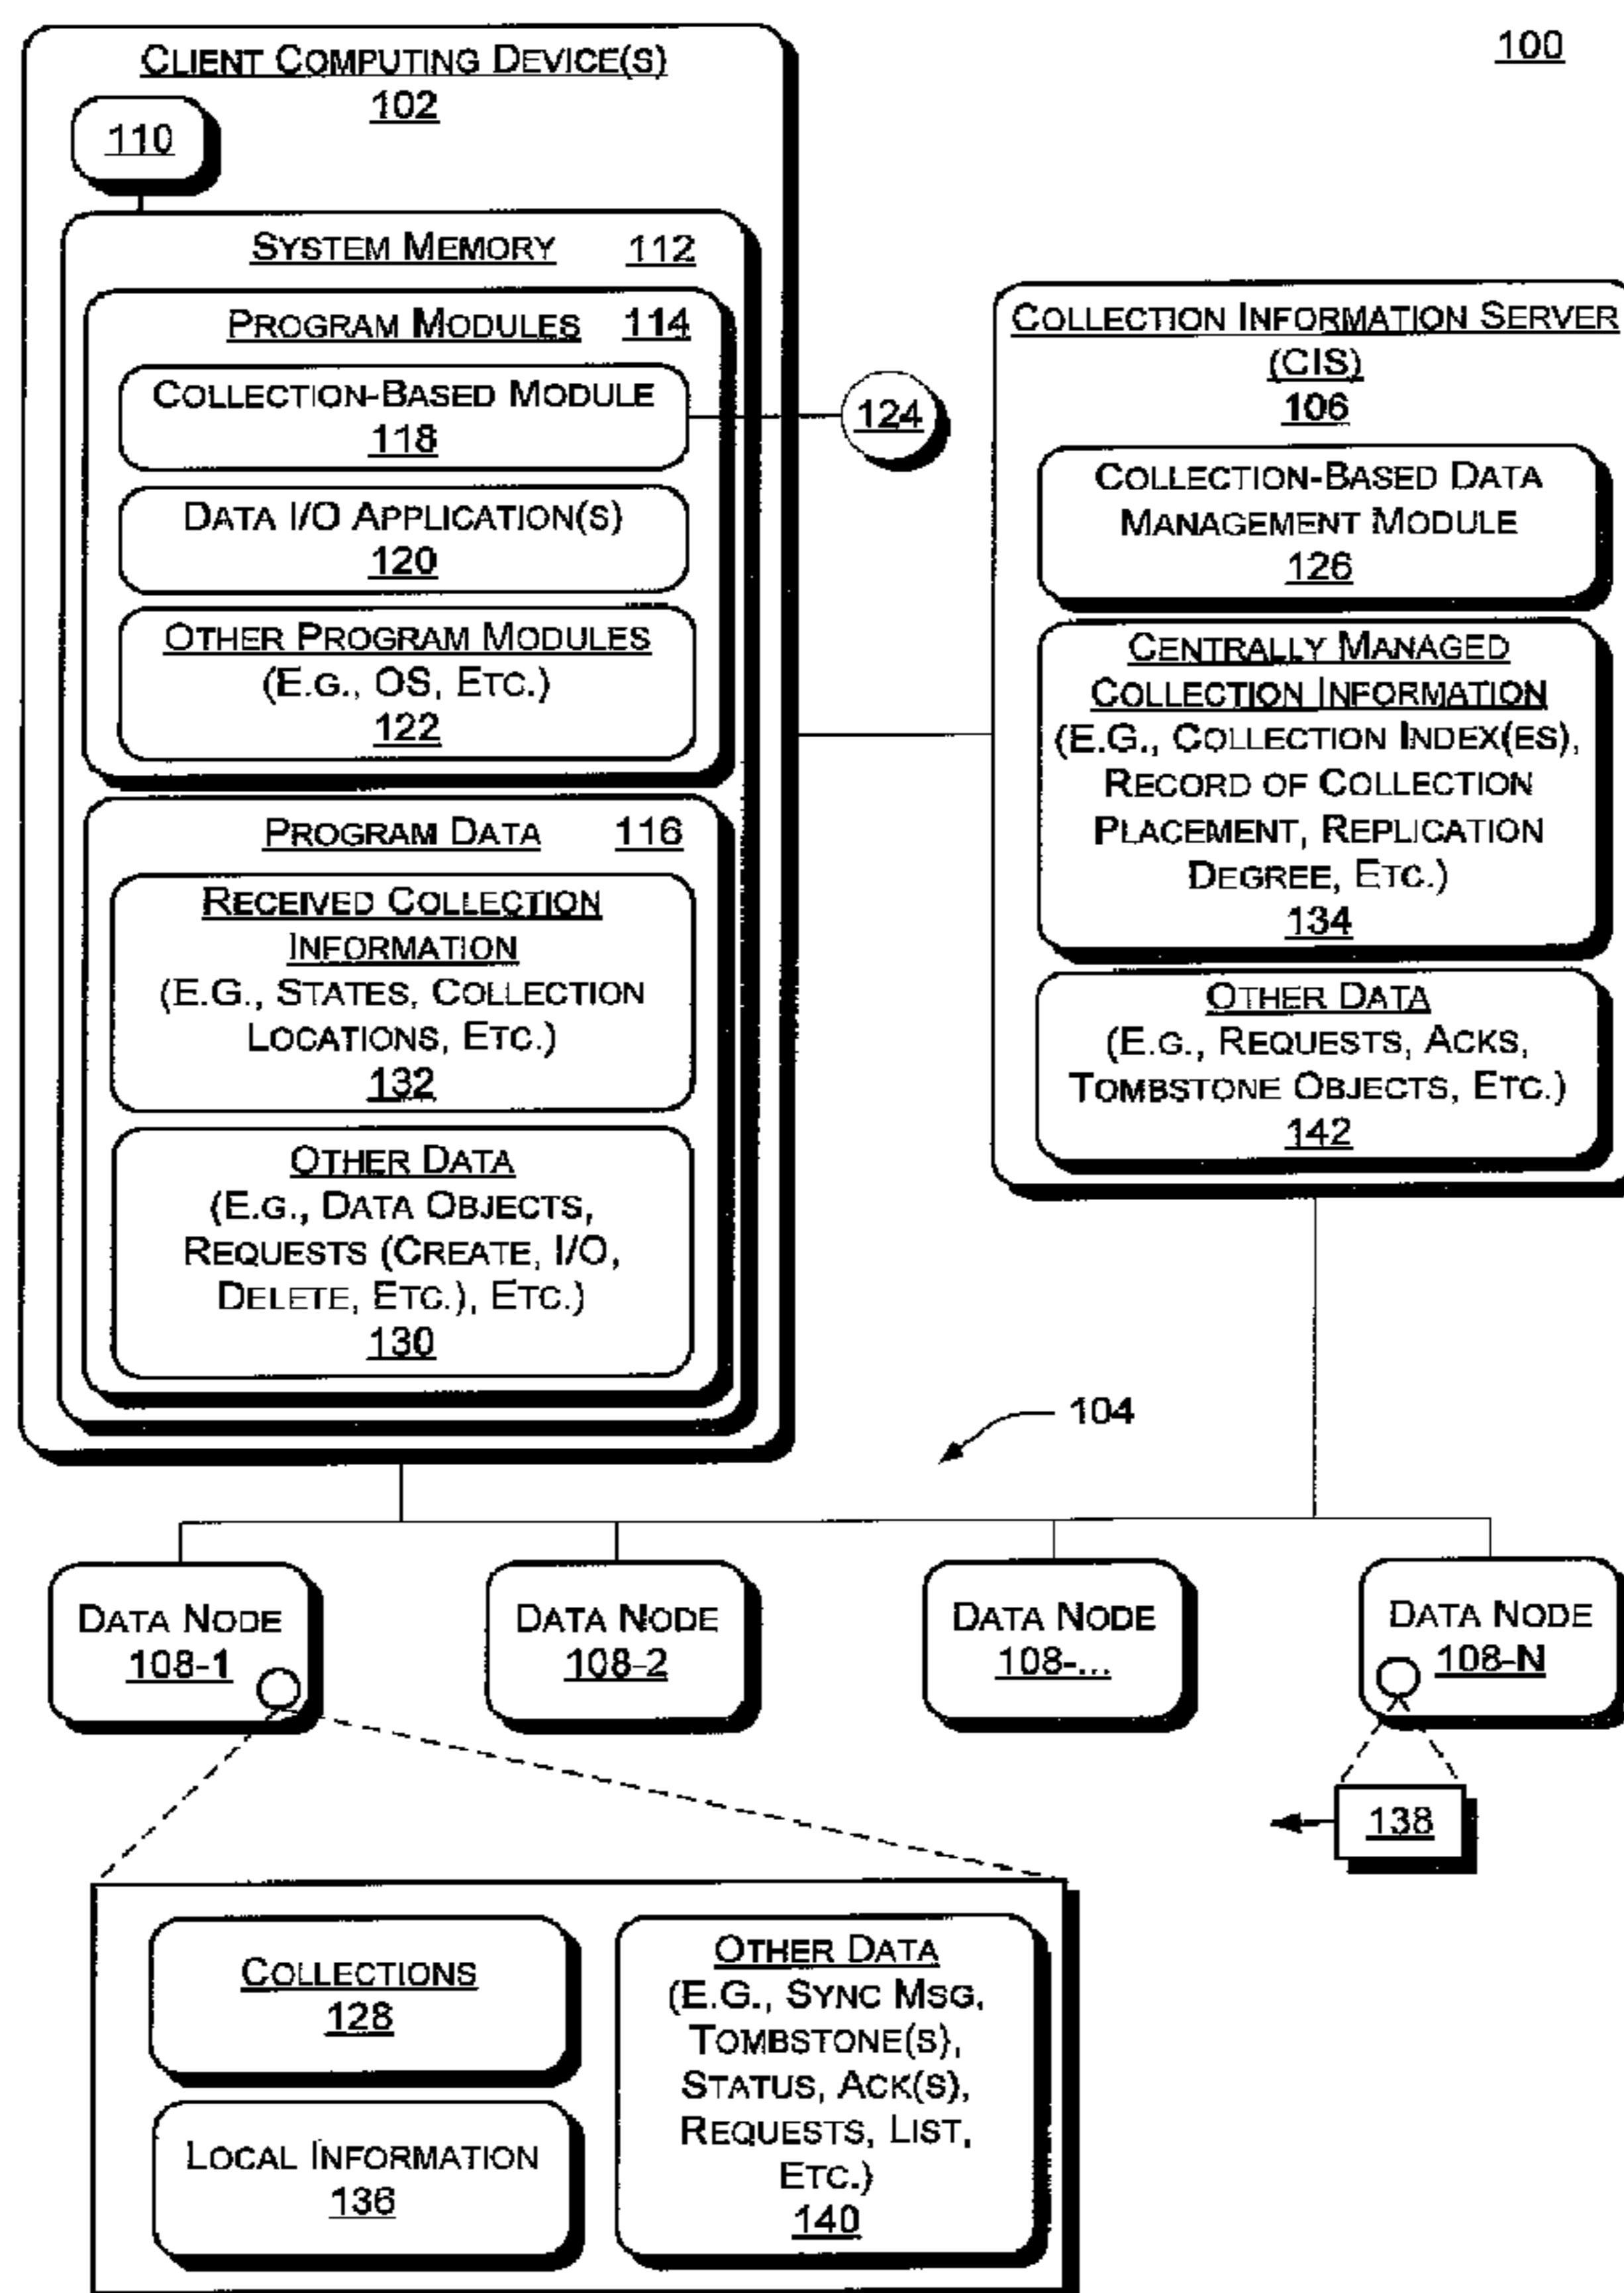 100
CLIENT COMPUTING DEVICE(S)
102
110
SYSTEM MEMORY 112
PROGRAM MODULES 114
COLLECTION-BASED MODULE
118
124
DATA I/O APPLICATION(S)
120
OTHER PROGRAM MODULES
(E.G., OS, ETC.)
122
PROGRAM DATA 116
RECEIVED COLLECTION
INFORMATION
(E.G., STATES, COLLECTION
LOCATIONS, ETC.)
132
OTHER DATA
(E.G., DATA OBJECTS,
REQUESTS (CREATE, I/O,
DELETE, ETC.), ETC.)
130
COLLECTION INFORMATION SERVER
(CIS)
106
COLLECTION-BASED DATA
MANAGEMENT MODULE
126
CENTRALLY MANAGED
COLLECTION INFORMATION
(E.G., COLLECTION INDEX(ES),
RECORD OF COLLECTION
PLACEMENT, REPLICATION
DEGREE, ETC.)
134
OTHER DATA
(E.G., REQUESTS, ACKS,
TOMBSTONE OBJECTS, ETC.)
142
104
DATA NODE
108-1
DATA NODE
108-2
DATA NODE
108-...
DATA NODE
108-N
138
COLLECTIONS
128
LOCAL INFORMATION
136
OTHER DATA
(E.G., SYNC MSG,
TOMBSTONE(S),
STATUS, ACK(S),
REQUESTS, LIST,
ETC.)
140